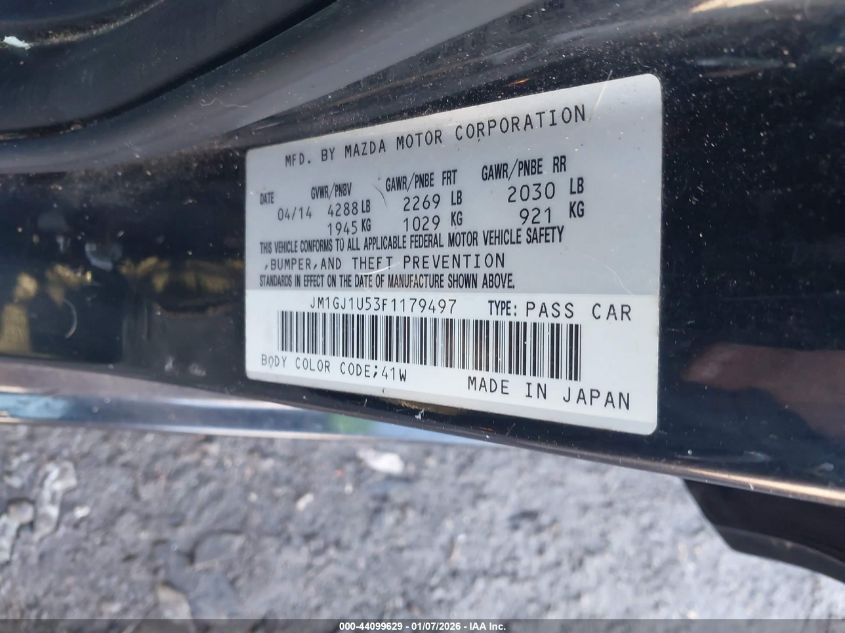 MFD. BY MAZDA MOTOR CORPORATION
DATE GVWR/PNBV GAWR/PNBE FRT GAWR/PNBE RR
04/14 4288 LB 2269 LB 2030 LB
1945 KG 1029 KG 921 KG
THIS VEHICLE CONFORMS TO ALL APPLICABLE FEDERAL MOTOR VEHICLE SAFETY
,BUMPER,AND THEFT PREVENTION
STANDARDS IN EFFECT ON THE DATE OF MANUFACTURE SHOWN ABOVE.
JM1GJ1U53F1179497 TYPE: PASS CAR
BODY COLOR CODE;41W MADE IN JAPAN
000-44099629 - 01/07/2026 - IAA Inc.